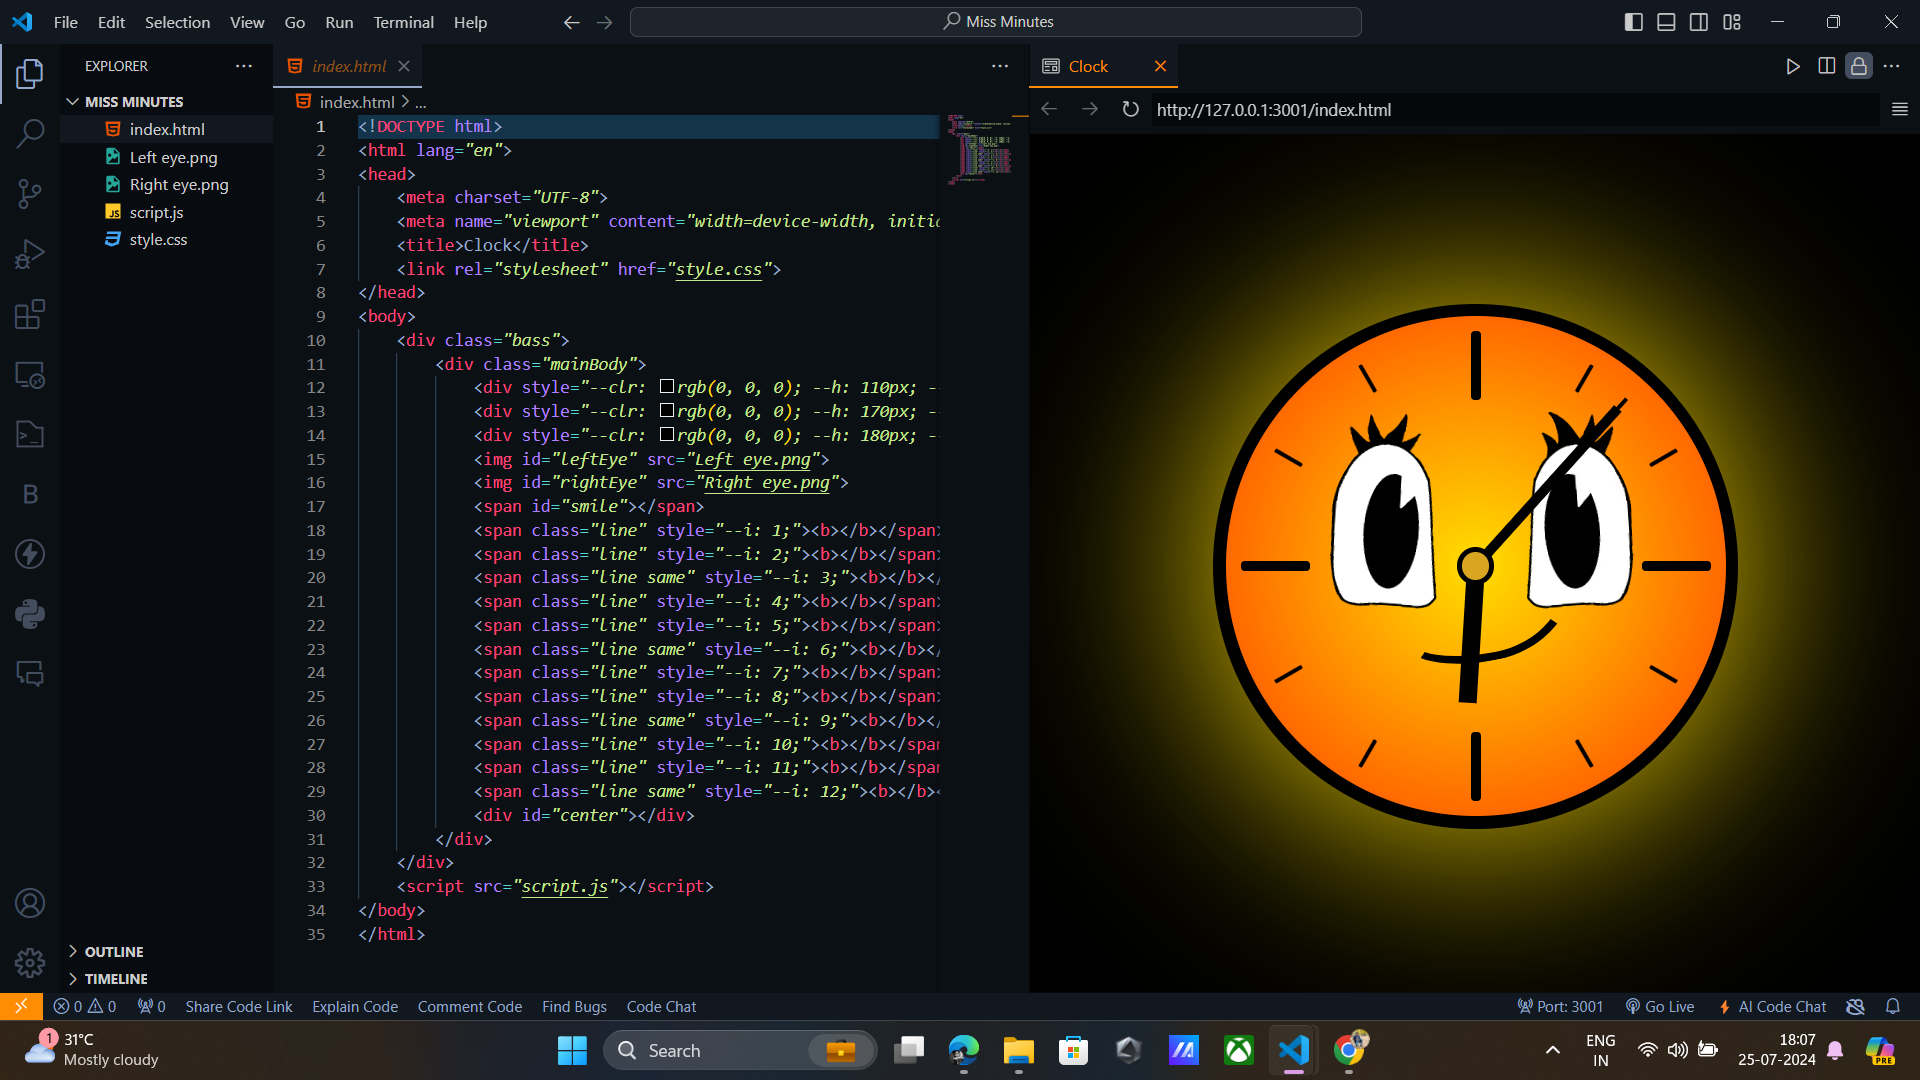 File Edit Selection View Go Run Terminal Help
Miss Minutes
EXPLORER
MISS MINUTES
index.html
Left eye.png
Right eye.png
script.js
style.css
OUTLINE
TIMELINE
index.html
index.html > ...
1 <!DOCTYPE html>
2 <html lang="en">
3 <head>
4 <meta charset="UTF-8">
5 <meta name="viewport" content="width=device-width, initia
6 <title>Clock</title>
7 <link rel="stylesheet" href="style.css">
8 </head>
9 <body>
10 <div class="bass">
11 <div class="mainBody">
12 <div style="--clr: rgb(0, 0, 0); --h: 110px; --
13 <div style="--clr: rgb(0, 0, 0); --h: 170px; --
14 <div style="--clr: rgb(0, 0, 0); --h: 180px; --
15 <img id="leftEye" src="Left eye.png">
16 <img id="rightEye" src="Right eye.png">
17 <span id="smile"></span>
18 <span class="line" style="--i: 1;"><b></b></span>
19 <span class="line" style="--i: 2;"><b></b></span>
20 <span class="line same" style="--i: 3;"><b></b></
21 <span class="line" style="--i: 4;"><b></b></span>
22 <span class="line" style="--i: 5;"><b></b></span>
23 <span class="line same" style="--i: 6;"><b></b></
24 <span class="line" style="--i: 7;"><b></b></span>
25 <span class="line" style="--i: 8;"><b></b></span>
26 <span class="line same" style="--i: 9;"><b></b></
27 <span class="line" style="--i: 10;"><b></b></span
28 <span class="line" style="--i: 11;"><b></b></span
29 <span class="line same" style="--i: 12;"><b></b><
30 <div id="center"></div>
31 </div>
32 </div>
33 <script src="script.js"></script>
34 </body>
35 </html>
Clock
http://127.0.0.1:3001/index.html
0 0 0 Share Code Link Explain Code Comment Code Find Bugs Code Chat Port: 3001 Go Live AI Code Chat
1 31°C
Mostly cloudy
Search
ENG
IN
18:07
25-07-2024
PRE